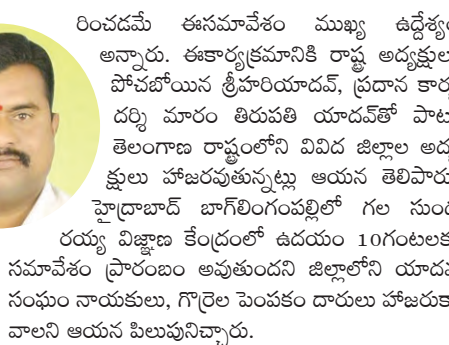 రించడమే ఈసమావేశం ముఖ్య ఉద్దేశ్యం
అన్నారు. ఈకార్యక్రమానికి రాష్ట్ర అధ్యక్షుల
పోచబోయిన శ్రీహరియాదవ్, ప్రదాన కార్య
దర్శి మారం తిరుపతి యాదవ్‌తో పాటు
తెలంగాణ రాష్ట్రంలోని వివిద జిల్లాల అధ్య
క్షులు హాజరవుతున్నట్లు ఆయన తెలిపారు
హైద్రాబాద్ బాగ్‌లింగంపల్లిలో గల సుంద
రయ్య విజ్ఞాణ కేంద్రంలో ఉదయం 10గంటలక
సమావేశం ప్రారంబం అవుతుందని జిల్లాలోని యాదవ
సంఘం నాయకులు, గొర్రెల పెంపకం దారులు హాజరుకా
వాలని ఆయన పిలుపునిచ్చారు.